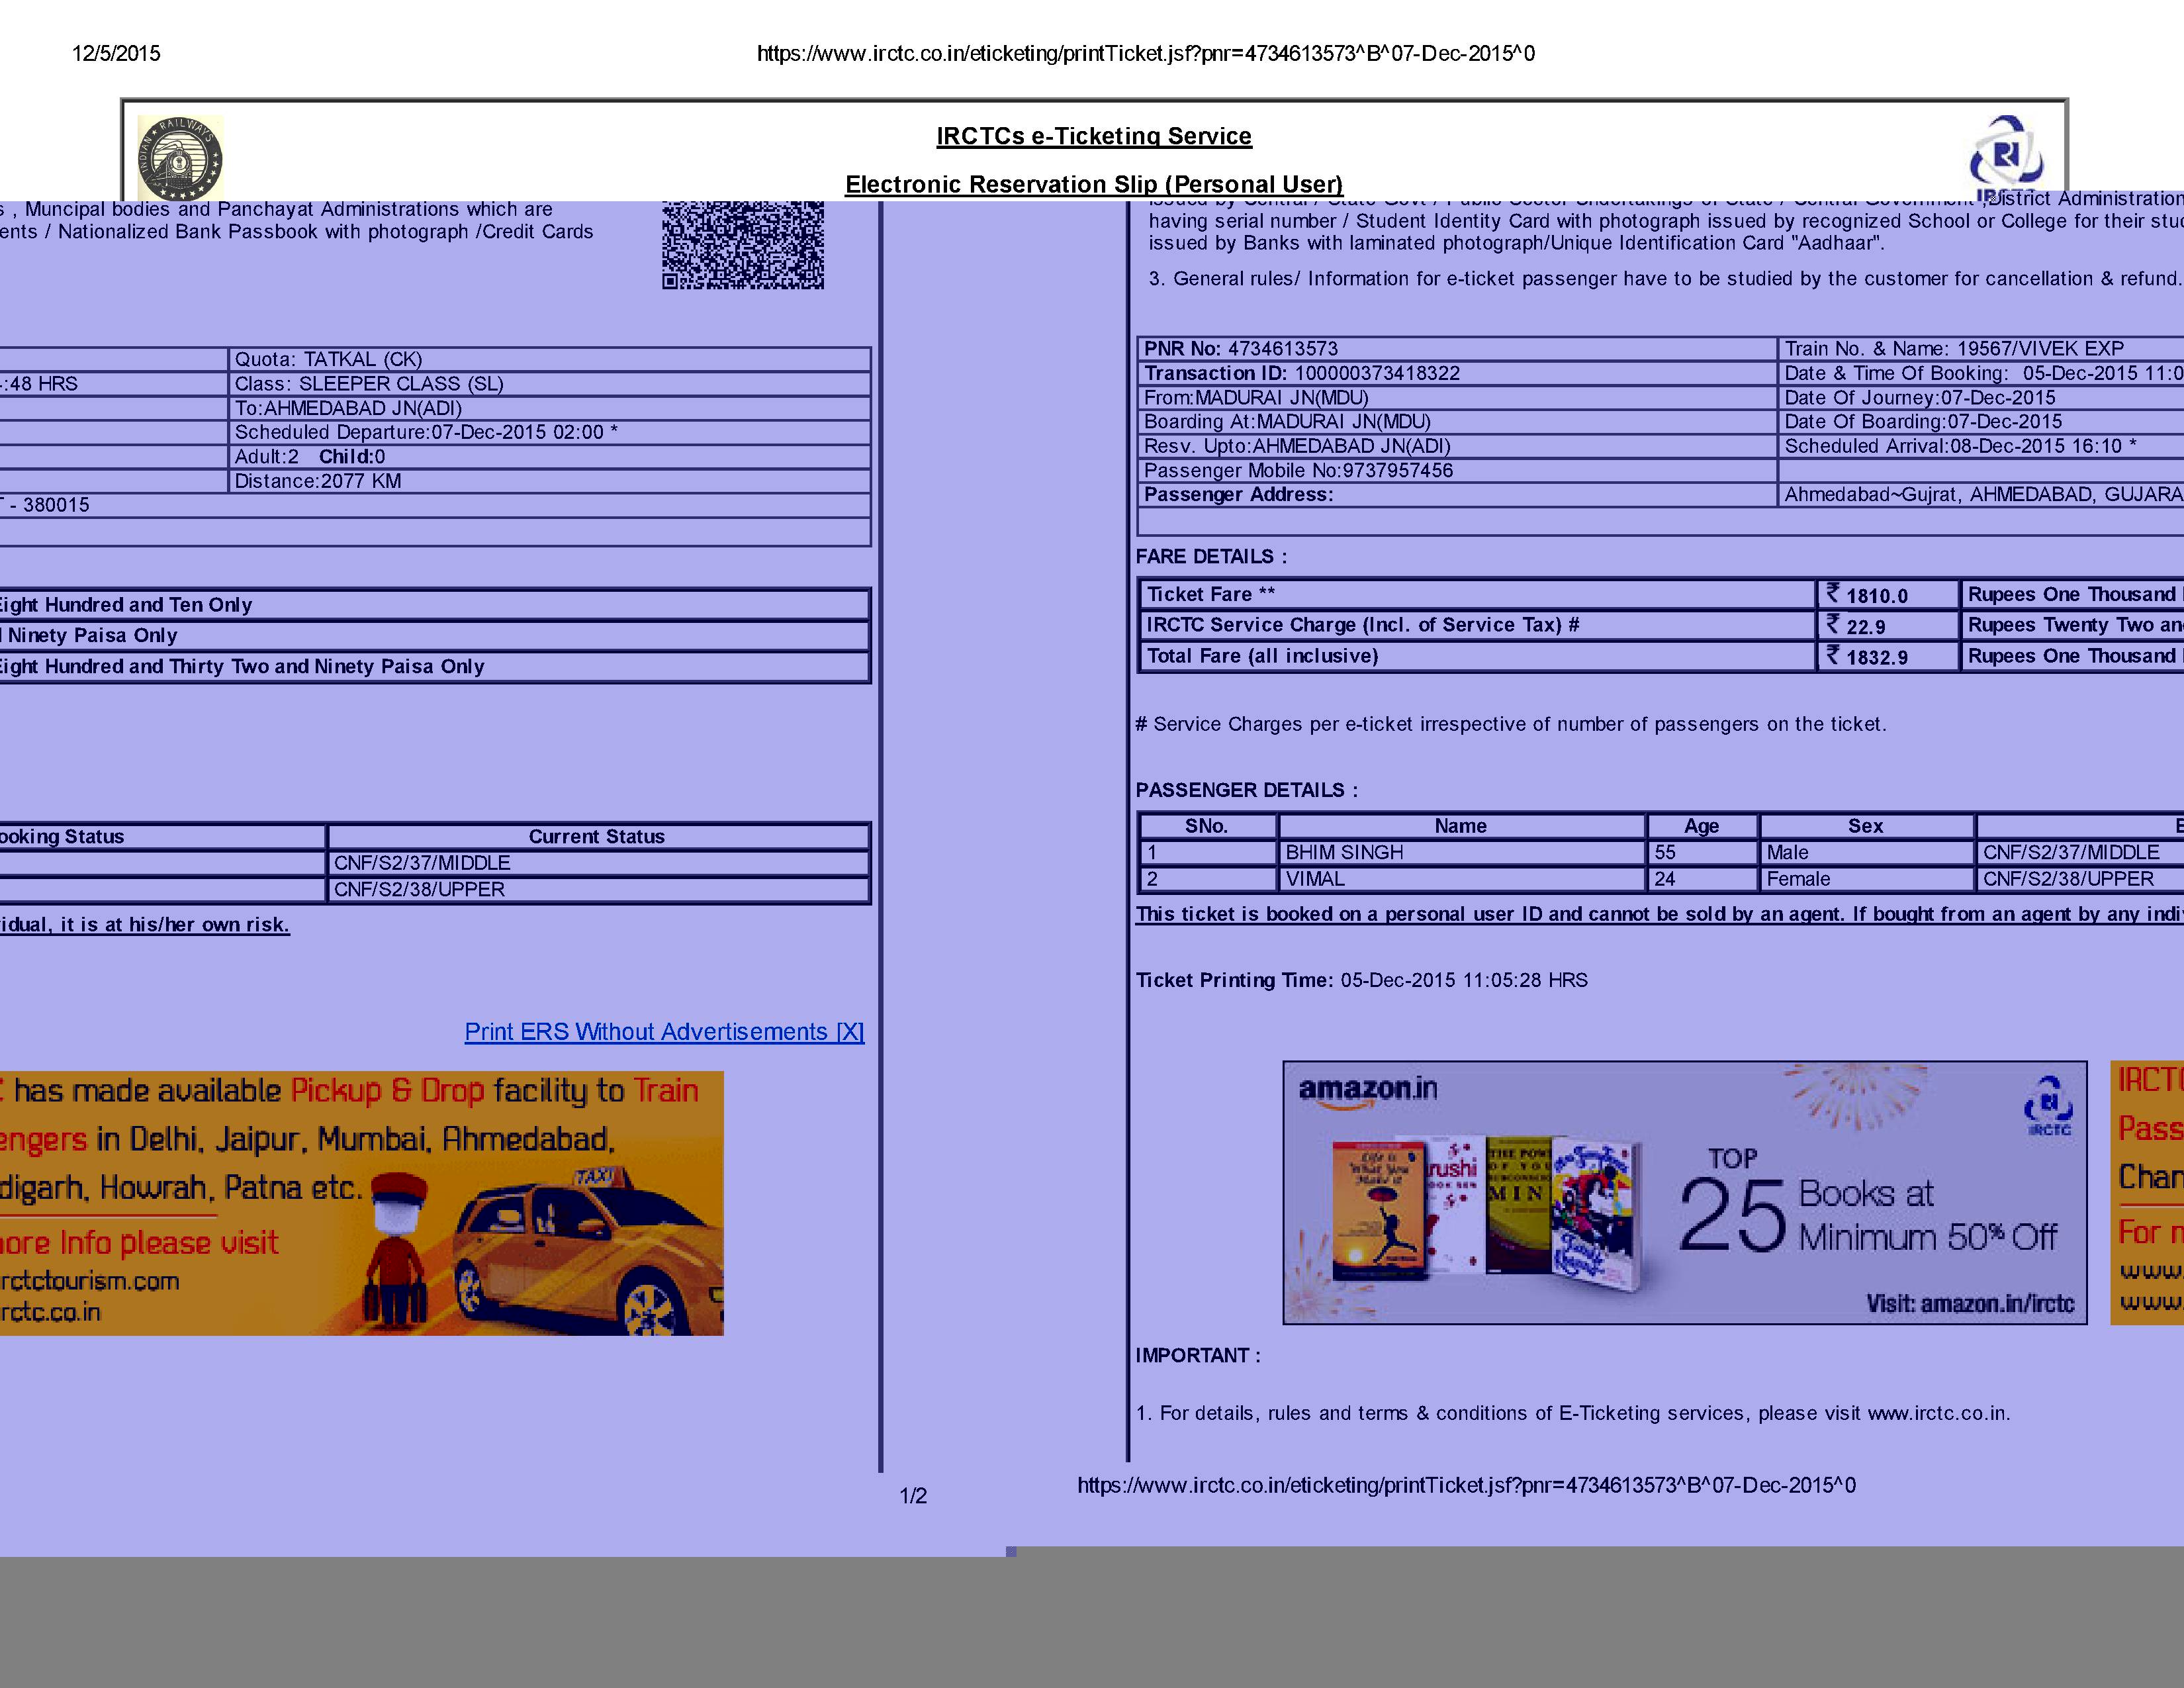 12/5/2015
https://www.irctc.co.in/eticketing/printTicket.jsf?pnr=4734613573^B^07-Dec-2015^0
INDIAN RAILWAYS
IRCTCs e-Ticketing Service
Electronic Reservation Slip (Personal User)
s , Muncipal bodies and Panchayat Administrations which are
ents / Nationalized Bank Passbook with photograph /Credit Cards
Quota: TATKAL (CK)
:48 HRS Class: SLEEPER CLASS (SL)
To:AHMEDABAD JN(ADI)
Scheduled Departure:07-Dec-2015 02:00 *
Adult:2 Child:0
Distance:2077 KM
T - 380015
Eight Hundred and Ten Only
Ninety Paisa Only
Eight Hundred and Thirty Two and Ninety Paisa Only
ooking Status Current Status
CNF/S2/37/MIDDLE
CNF/S2/38/UPPER
vidual, it is at his/her own risk.
Print ERS Without Advertisements [X]
has made available Pickup & Drop facility to Train
engers in Delhi, Jaipur, Mumbai, Ahmedabad,
digarh, Howrah, Patna etc.
TAXI
ore Info please visit
irctctourism.com
irctc.co.in
1/2
issued by Central / State Govt / Public Sector Undertakings of State / Central Government ,District Administration
having serial number / Student Identity Card with photograph issued by recognized School or College for their stu
issued by Banks with laminated photograph/Unique Identification Card "Aadhaar".
3. General rules/ Information for e-ticket passenger have to be studied by the customer for cancellation & refund.
PNR No: 4734613573 Train No. & Name: 19567/VIVEK EXP
Transaction ID: 100000373418322 Date & Time Of Booking: 05-Dec-2015 11:0
From:MADURAI JN(MDU) Date Of Journey:07-Dec-2015
Boarding At:MADURAI JN(MDU) Date Of Boarding:07-Dec-2015
Resv. Upto:AHMEDABAD JN(ADI) Scheduled Arrival:08-Dec-2015 16:10 *
Passenger Mobile No:9737957456
Passenger Address: Ahmedabad~Gujrat, AHMEDABAD, GUJARA
FARE DETAILS :
Ticket Fare ** ₹ 1810.0 Rupees One Thousand
IRCTC Service Charge (Incl. of Service Tax) # ₹ 22.9 Rupees Twenty Two an
Total Fare (all inclusive) ₹ 1832.9 Rupees One Thousand
# Service Charges per e-ticket irrespective of number of passengers on the ticket.
PASSENGER DETAILS :
SNo. Name Age Sex
1 BHIM SINGH 55 Male CNF/S2/37/MIDDLE
2 VIMAL 24 Female CNF/S2/38/UPPER
This ticket is booked on a personal user ID and cannot be sold by an agent. If bought from an agent by any indi
Ticket Printing Time: 05-Dec-2015 11:05:28 HRS
amazon.in
IRCTC
TOP
25 Books at
Minimum 50% Off
Visit: amazon.in/irctc
IRCT
Pass
Chan
For
www.
www.
IMPORTANT :
1. For details, rules and terms & conditions of E-Ticketing services, please visit www.irctc.co.in.
https://www.irctc.co.in/eticketing/printTicket.jsf?pnr=4734613573^B^07-Dec-2015^0